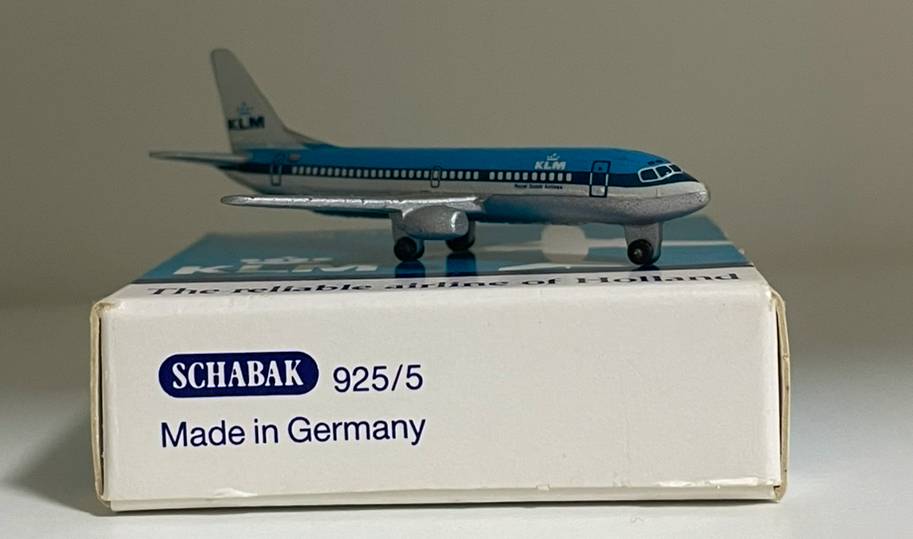 KLM
KLM
Royal Dutch Airlines
KLM
The reliable airline of Holland
SCHABAK 925/5
Made in Germany